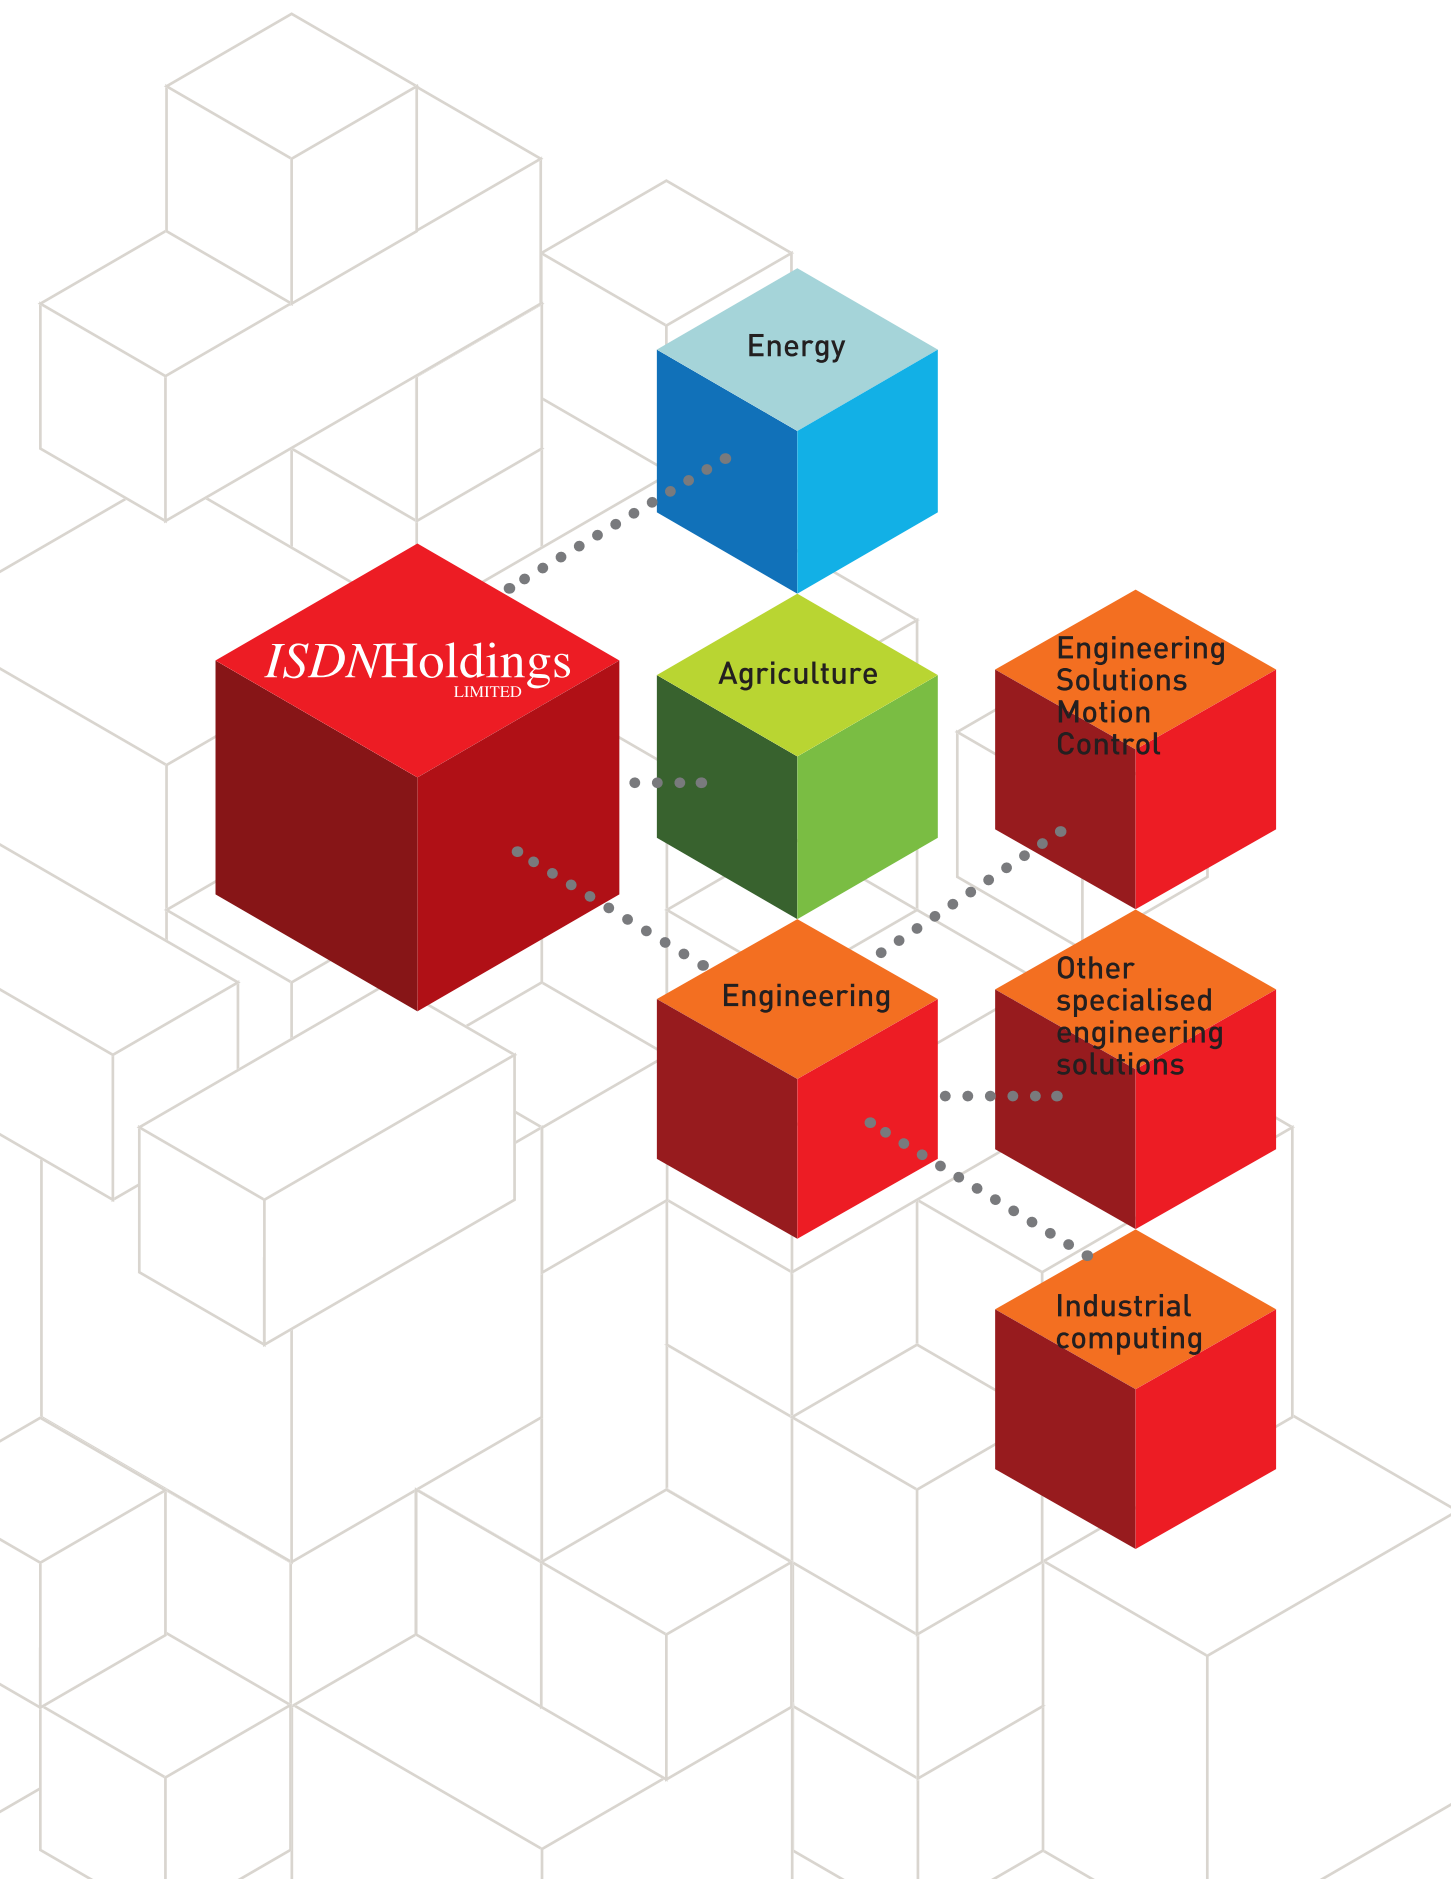 Energy
ISDNHoldings
LIMITED
Agriculture
Engineering
Solutions
Motion
Control
Engineering
Other
specialised
engineering
solutions
Industrial
computing